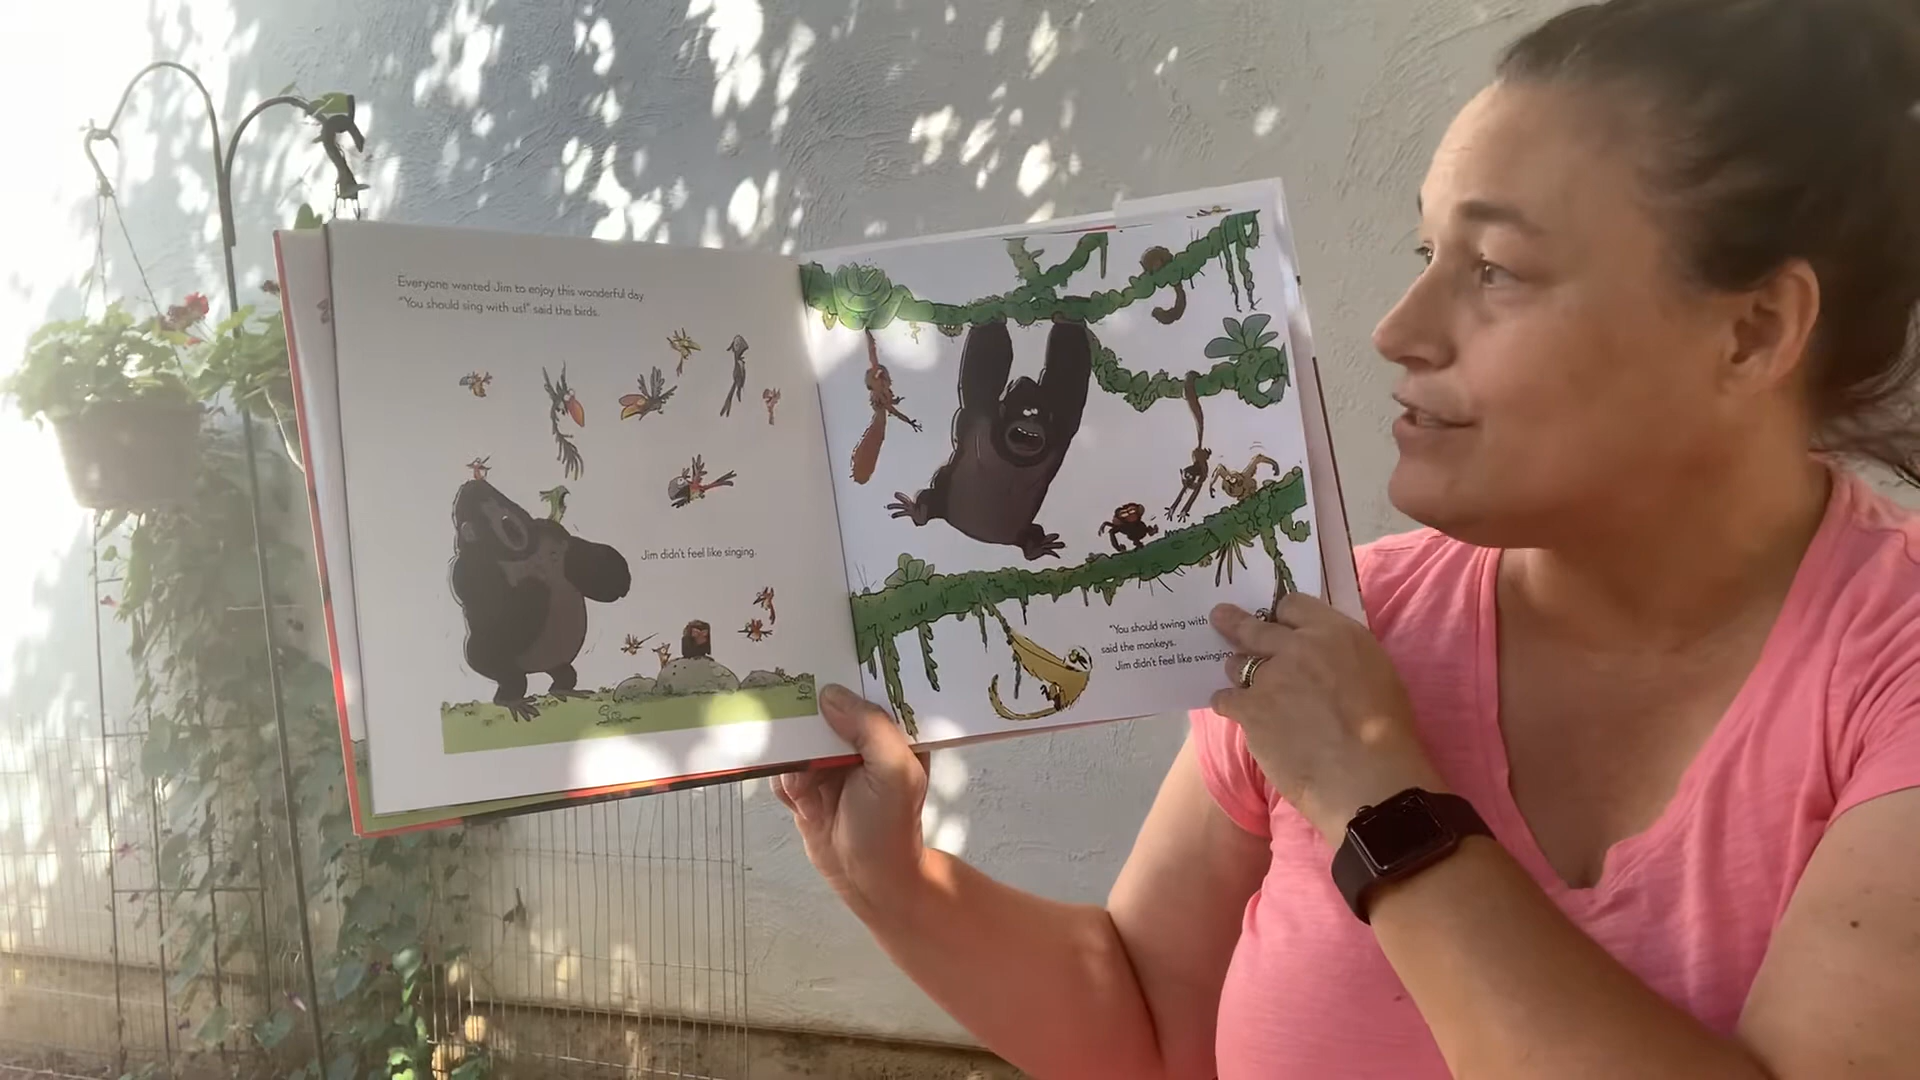 Everyone wanted Jim to enjoy this wonderful day.
"You should sing with us!" said the birds.
Jim didn't feel like singing.
"You should swing with
said the monkeys.
Jim didn't feel like swinging